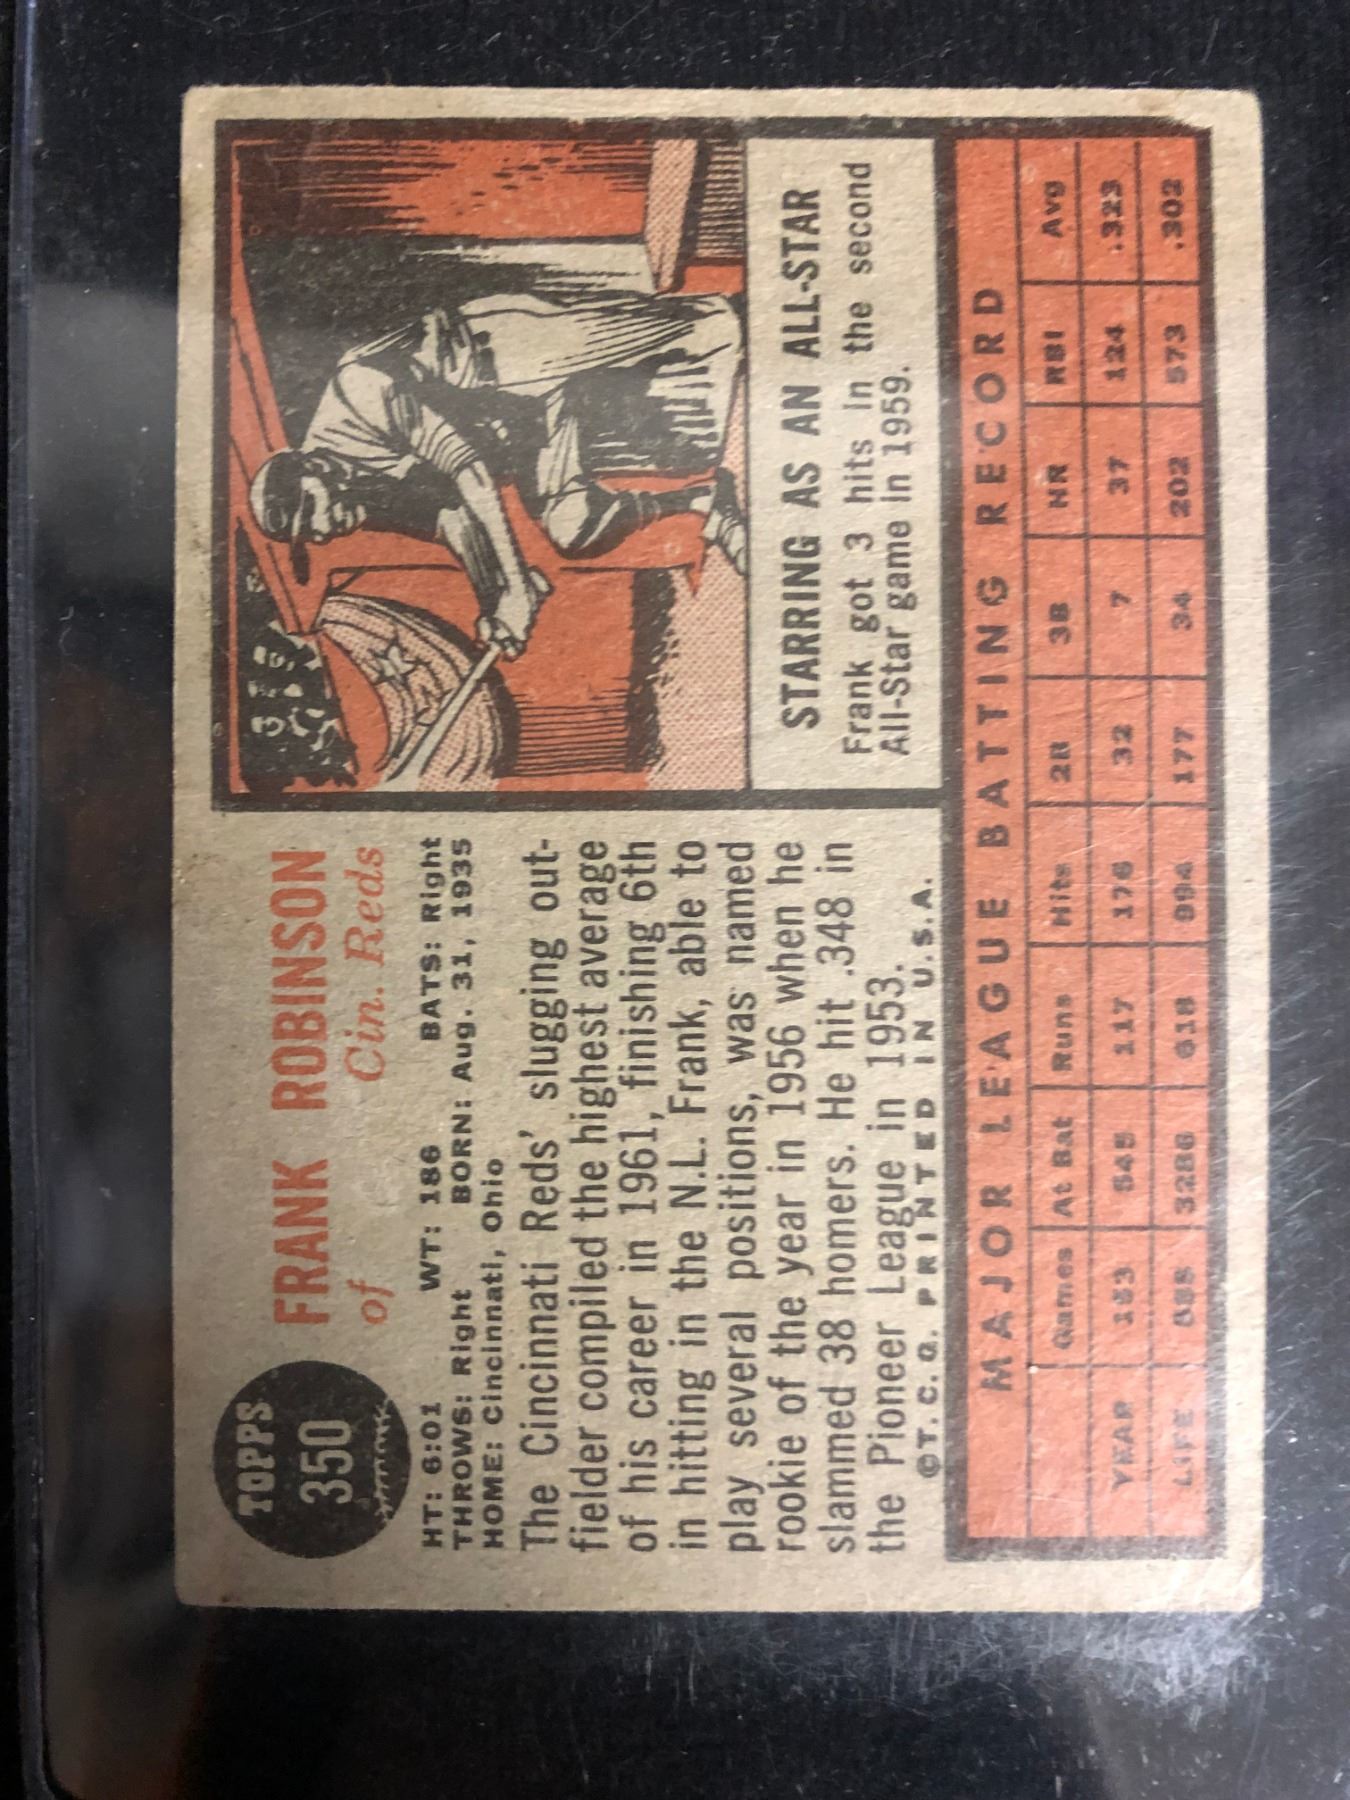 TOPPS
350
FRANK ROBINSON
of Cin. Reds
HT: 6:01 WT: 186 BATS: Right
THROWS: Right BORN: Aug. 31, 1935
HOME: Cincinnati, Ohio
The Cincinnati Reds' slugging out-
fielder compiled the highest average
of his career in 1961, finishing 6th
in hitting in the N.L. Frank, able to
play several positions, was named
rookie of the year in 1956 when he
slammed 38 homers. He hit .348 in
the Pioneer League in 1953.
©T.C.G. PRINTED IN U.S.A.
STARRING AS AN ALL-STAR
Frank got 3 hits in the second
All-Star game in 1959.
MAJOR LEAGUE BATTING RECORD
Games At Bat Runs Hits 2B 3B HR RBI Avg
YEAR 153 545 117 176 32 7 37 124 .323
LIFE 885 3286 618 994 177 34 202 573 .302